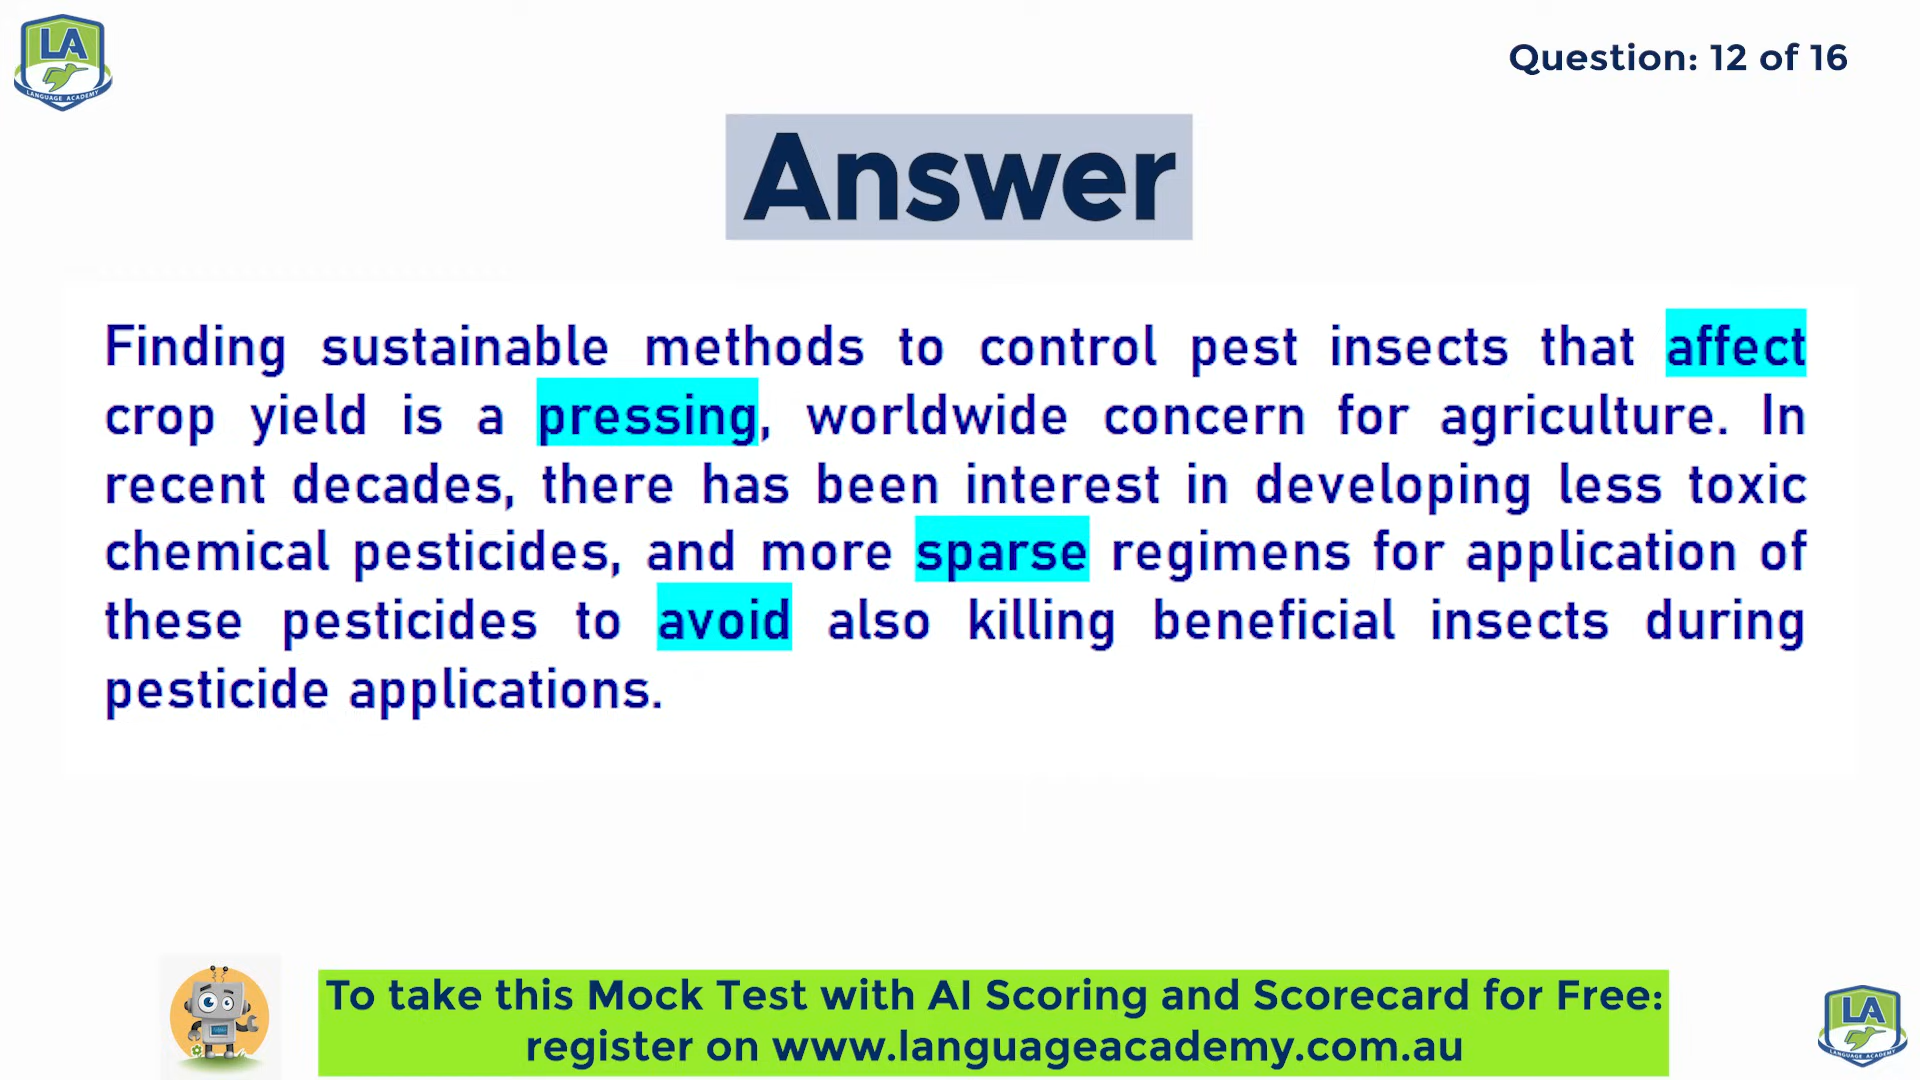 LA
LANGUAGE ACADEMY
Question: 12 of 16
Answer
Finding sustainable methods to control pest insects that affect
crop yield is a pressing, worldwide concern for agriculture. In
recent decades, there has been interest in developing less toxic
chemical pesticides, and more sparse regimens for application of
these pesticides to avoid also killing beneficial insects during
pesticide applications.
To take this Mock Test with AI Scoring and Scorecard for Free:
register on www.languageacademy.com.au
LA
LANGUAGE ACADEMY